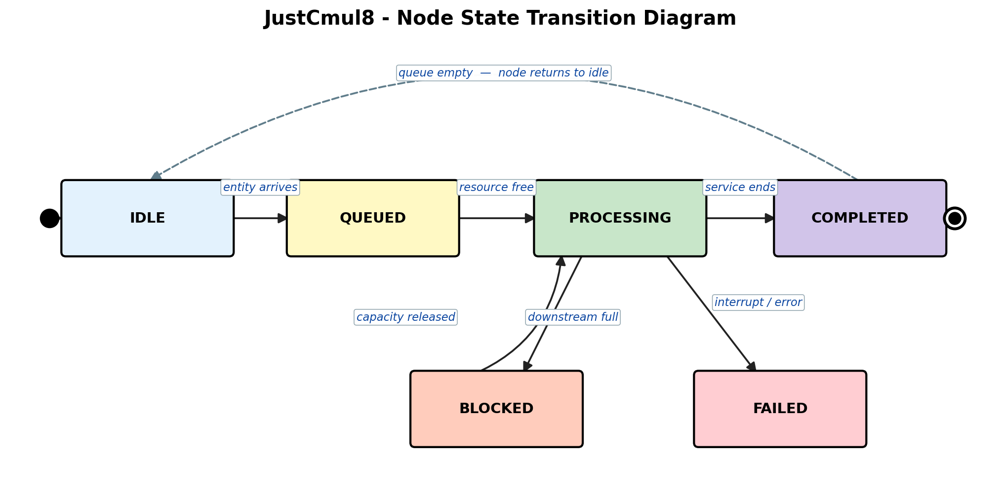 JustCmul8 - Node State Transition Diagram
queue empty — node returns to idle
entity arrives
resource free
service ends
IDLE
QUEUED
PROCESSING
COMPLETED
interrupt / error
capacity released
downstream full
BLOCKED
FAILED